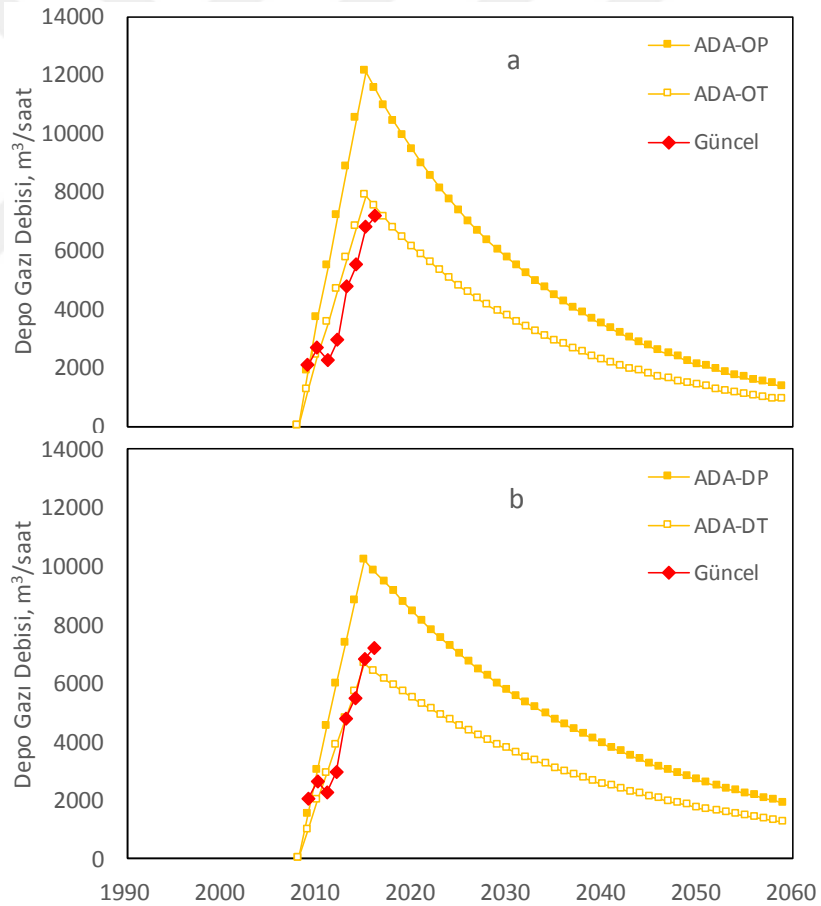 14000
12000
10000
8000
6000
4000
2000
0
Depo Gazı Debisi, m³/saat
a
ADA-OP
ADA-OT
Güncel
14000
12000
10000
8000
6000
4000
2000
0
Depo Gazı Debisi, m³/saat
b
ADA-DP
ADA-DT
Güncel
1990 2000 2010 2020 2030 2040 2050 2060